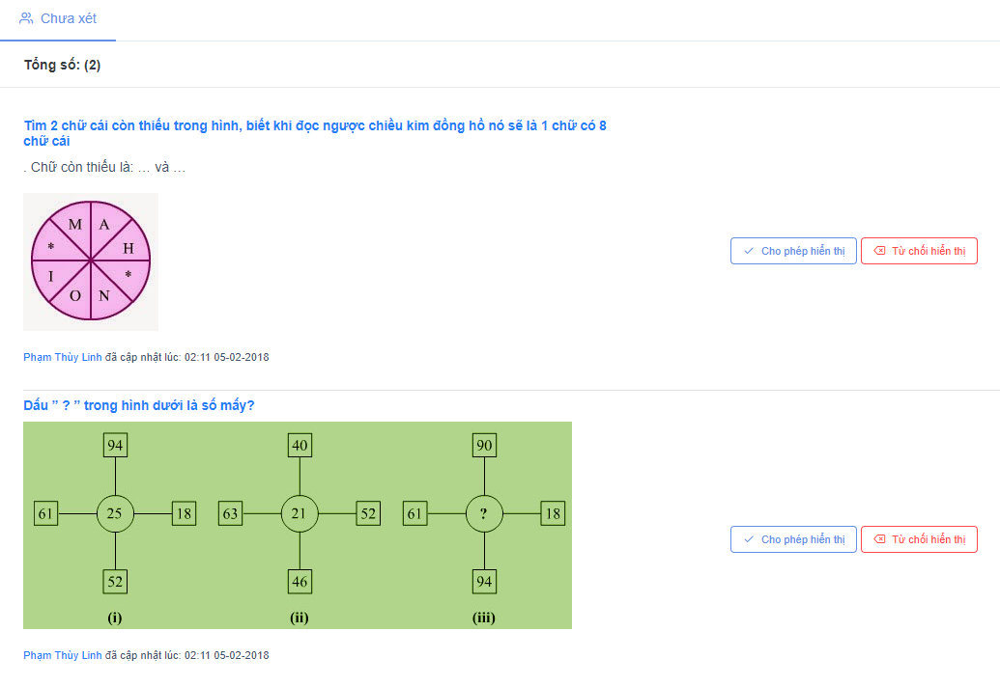 Chưa xét
Tổng số: (2)
Tìm 2 chữ cái còn thiếu trong hình, biết khi đọc ngược chiều kim đồng hồ nó sẽ là 1 chữ có 8
chữ cái
. Chữ còn thiếu là: … và …
M A
* H
I *
O N
Cho phép hiển thị Từ chối hiển thị
Phạm Thùy Linh đã cập nhật lúc: 02:11 05-02-2018
Dấu ” ? ” trong hình dưới là số mấy?
94 40 90
61 25 18 63 21 52 61 ? 18
52 46 94
(i) (ii) (iii)
Cho phép hiển thị Từ chối hiển thị
Phạm Thùy Linh đã cập nhật lúc: 02:11 05-02-2018